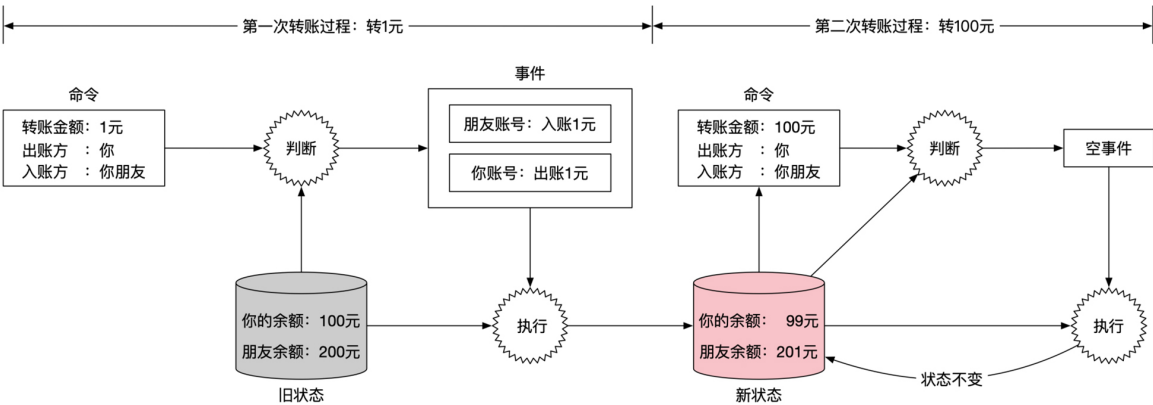 第一次转账过程：转1元
第二次转账过程：转100元
命令
转账金额：1元
出账方 ：你
入账方 ：你朋友
判断
事件
朋友账号：入账1元
你账号：出账1元
你的余额：100元
朋友余额：200元
旧状态
执行
命令
转账金额：100元
出账方 ：你
入账方 ：你朋友
判断
空事件
你的余额： 99元
朋友余额：201元
新状态
执行
状态不变